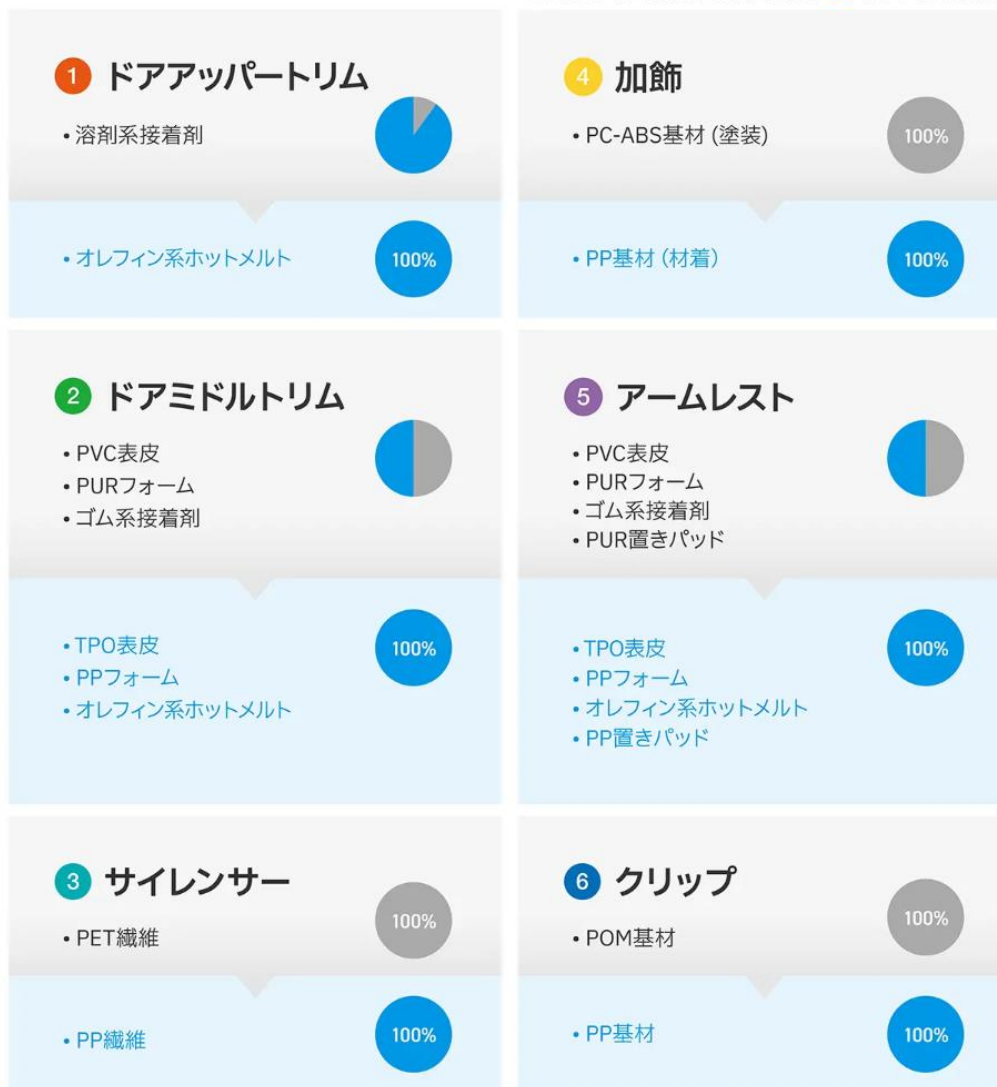 1 ドアアッパートリム
• 溶剤系接着剤
• オレフィン系ホットメルト
100%
4 加飾
• PC-ABS基材 (塗装)
100%
• PP基材 (材着)
100%
2 ドアミドルトリム
• PVC表皮
• PURフォーム
• ゴム系接着剤
• TPO表皮
• PPフォーム
• オレフィン系ホットメルト
100%
5 アームレスト
• PVC表皮
• PURフォーム
• ゴム系接着剤
• PUR置きパッド
• TPO表皮
• PPフォーム
• オレフィン系ホットメルト
• PP置きパッド
100%
3 サイレンサー
• PET繊維
100%
• PP繊維
100%
6 クリップ
• POM基材
100%
• PP基材
100%